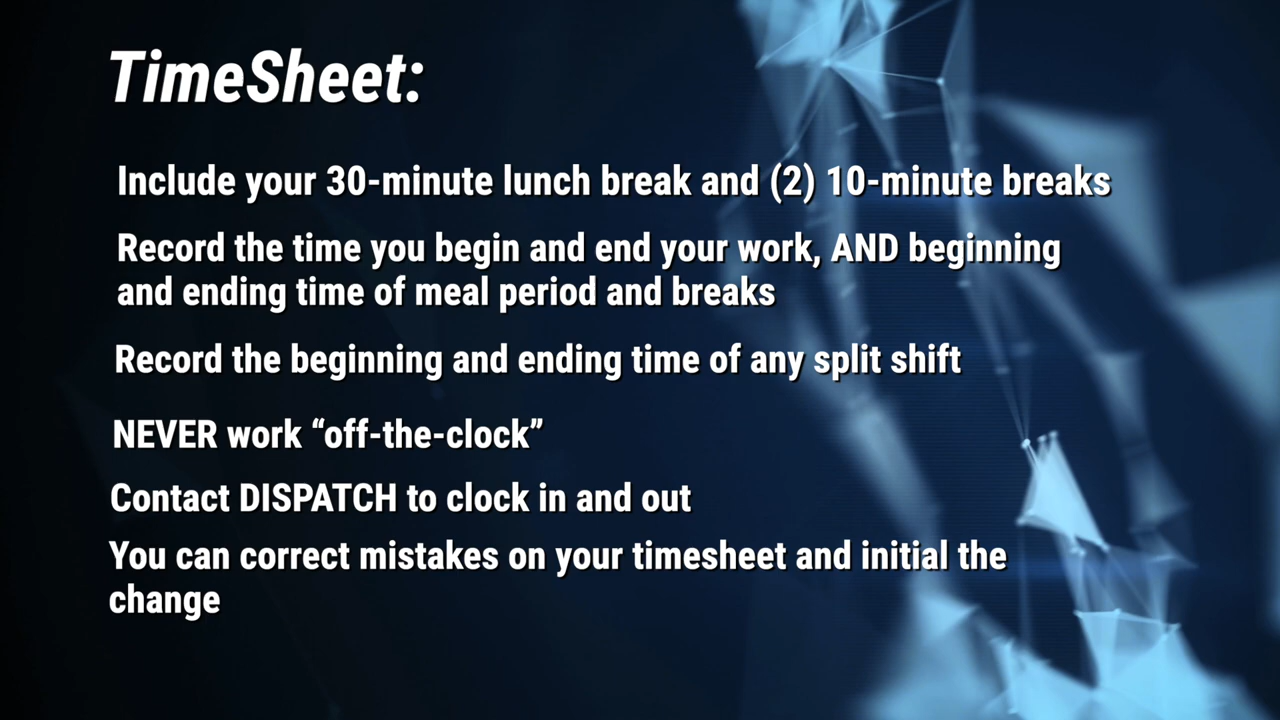 TimeSheet:
Include your 30-minute lunch break and (2) 10-minute breaks
Record the time you begin and end your work, AND beginning
and ending time of meal period and breaks
Record the beginning and ending time of any split shift
NEVER work “off-the-clock”
Contact DISPATCH to clock in and out
You can correct mistakes on your timesheet and initial the
change